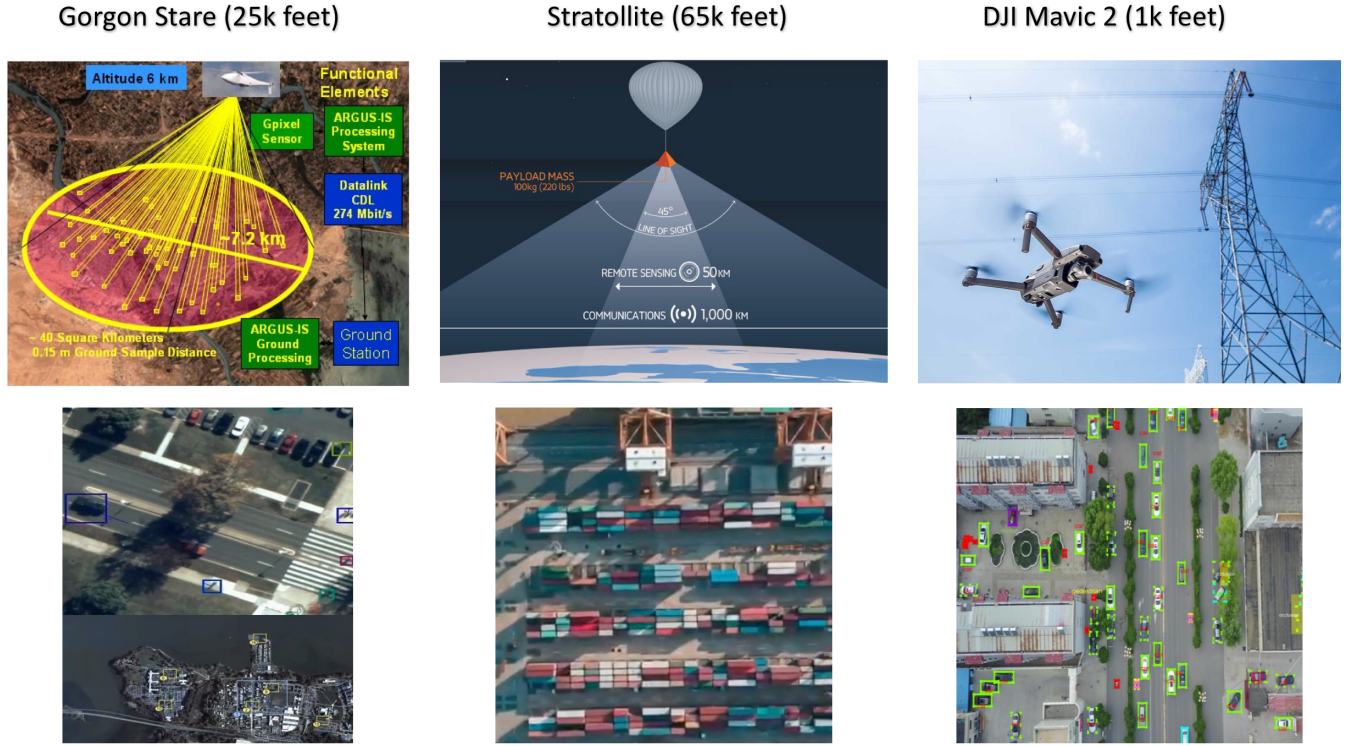 Gorgon Stare (25k feet)
Stratollite (65k feet)
DJI Mavic 2 (1k feet)
Altitude 6 km
Functional
Elements
Gpixel
Sensor
ARGUS-IS
Processing
System
Datalink
CDL
274 Mbit/s
~7.2 km
~ 40 Square Kilometers
0.15 m Ground Sample Distance
ARGUS-IS
Ground
Processing
Ground
Station
PAYLOAD MASS
100kg (220 lbs)
45°
LINE OF SIGHT
REMOTE SENSING 50 KM
COMMUNICATIONS 1,000 KM